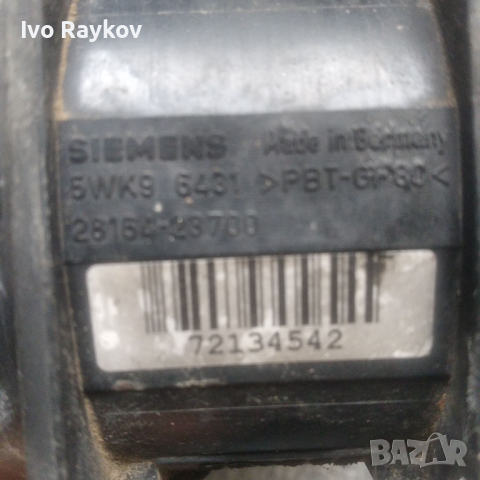 Ivo Raykov
SIEMENS Made in Germany
5WK9 6431 >PBT-GF30<
28164-23700
72134542
BAZAR